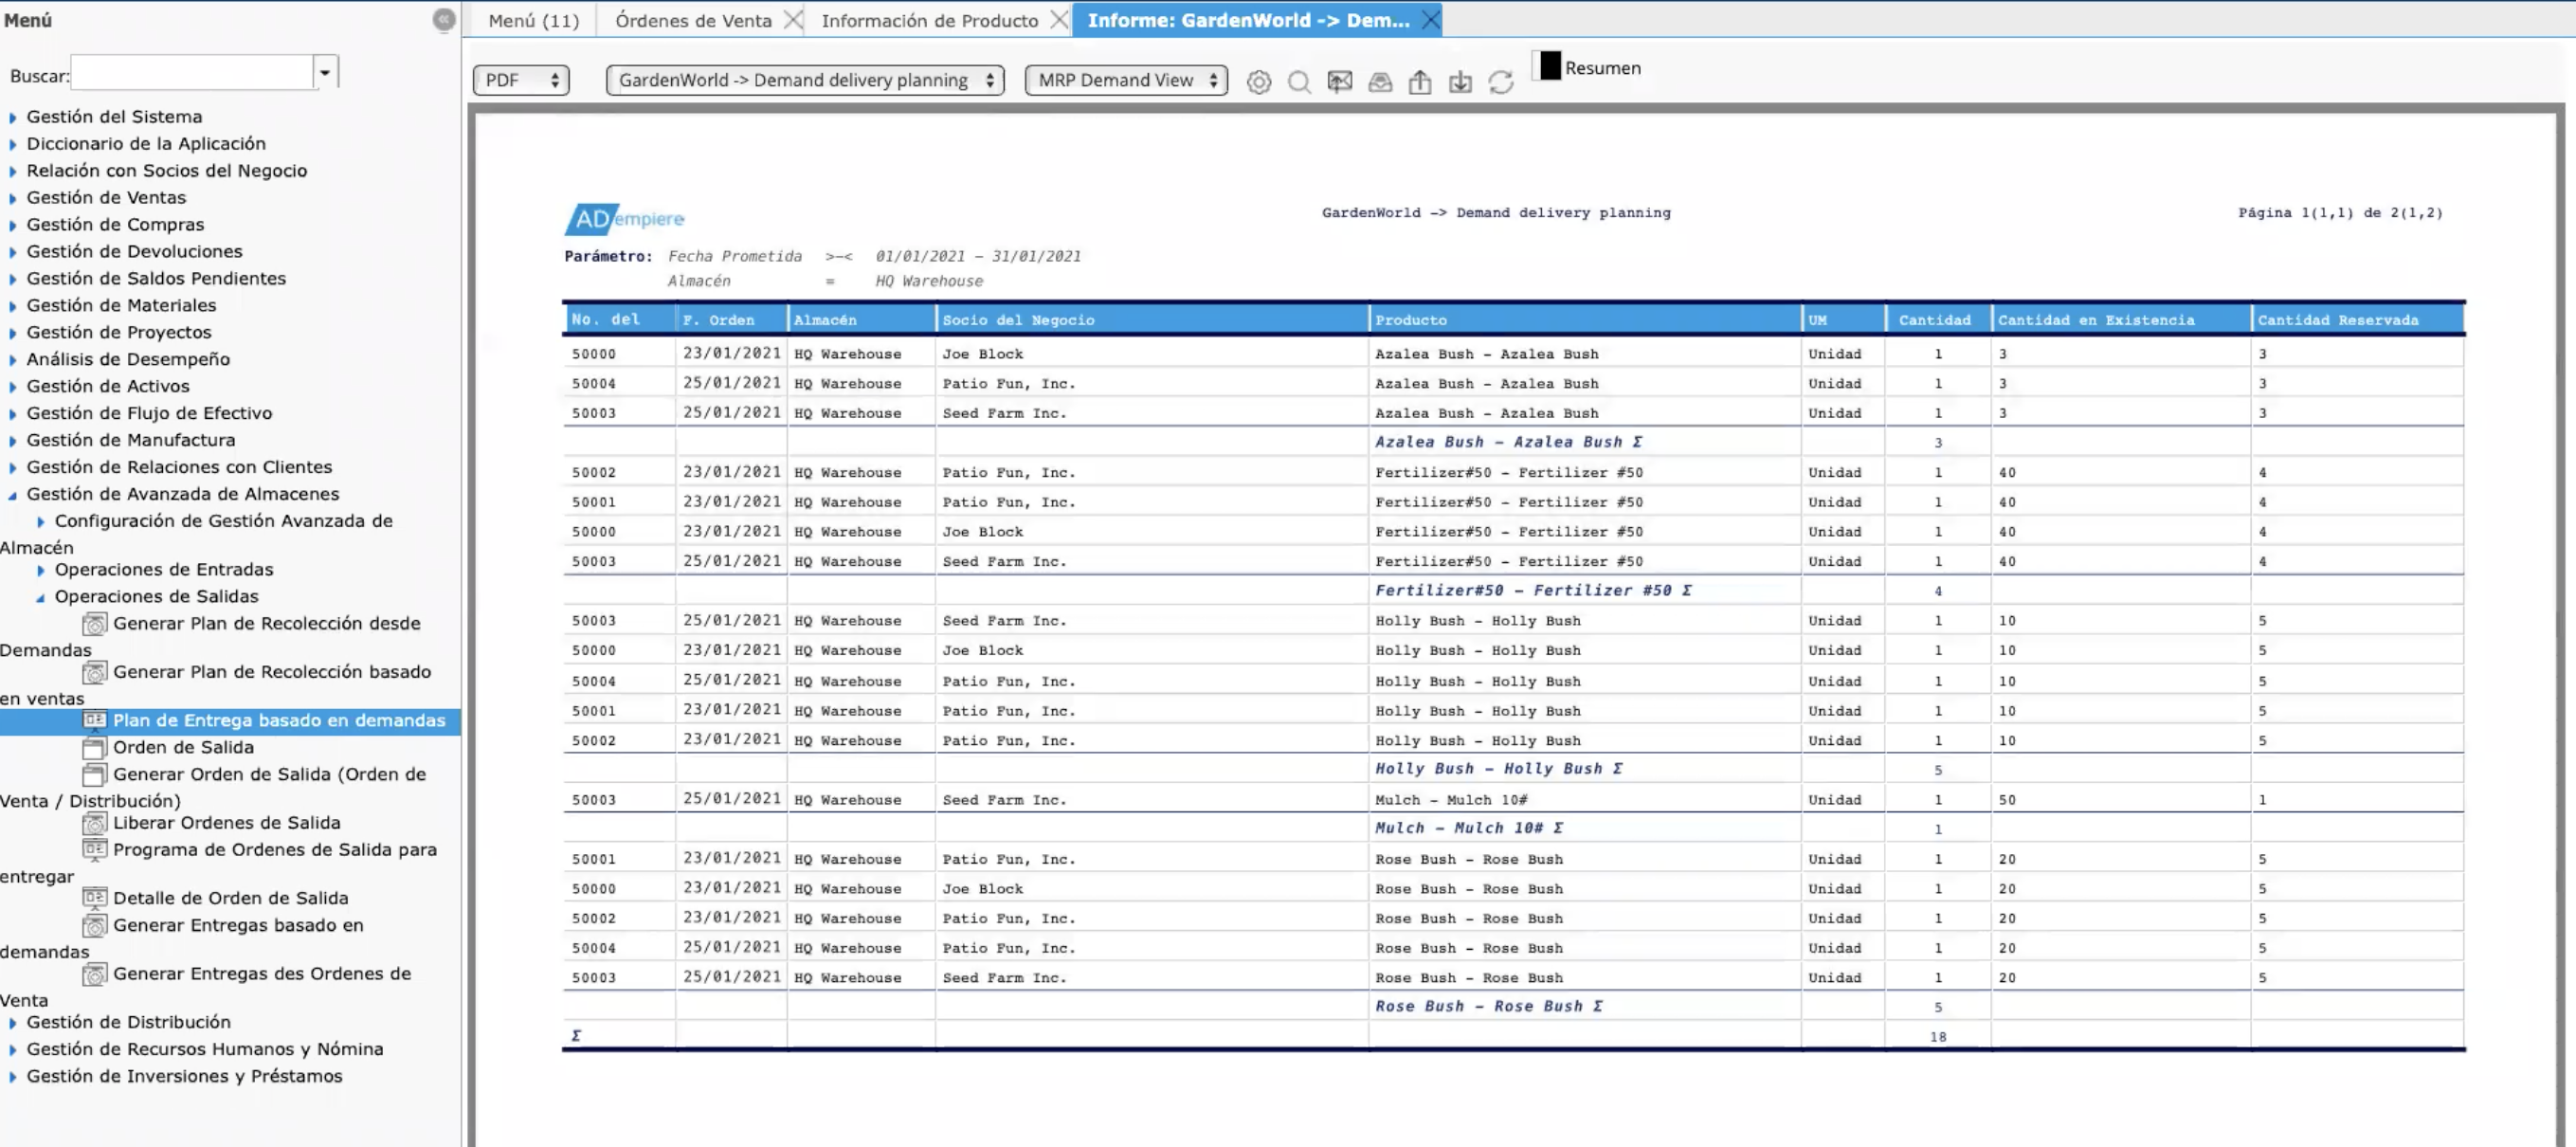 Menú
Menú (11)
Órdenes de Venta
Información de Producto
Informe: GardenWorld -> Dem...
Buscar:
PDF
GardenWorld -> Demand delivery planning
MRP Demand View
Resumen
Gestión del Sistema
Diccionario de la Aplicación
Relación con Socios del Negocio
Gestión de Ventas
Gestión de Compras
Gestión de Devoluciones
Gestión de Saldos Pendientes
Gestión de Materiales
Gestión de Proyectos
Análisis de Desempeño
Gestión de Activos
Gestión de Flujo de Efectivo
Gestión de Manufactura
Gestión de Relaciones con Clientes
Gestión de Avanzada de Almacenes
Configuración de Gestión Avanzada de
Almacén
Operaciones de Entradas
Operaciones de Salidas
Generar Plan de Recolección desde
Demandas
Generar Plan de Recolección basado
en ventas
Plan de Entrega basado en demandas
Orden de Salida
Generar Orden de Salida (Orden de
Venta / Distribución)
Liberar Ordenes de Salida
Programa de Ordenes de Salida para
entregar
Detalle de Orden de Salida
Generar Entregas basado en
demandas
Generar Entregas des Ordenes de
Venta
Gestión de Distribución
Gestión de Recursos Humanos y Nómina
Gestión de Inversiones y Préstamos
ADempiere
GardenWorld -> Demand delivery planning
Página 1(1,1) de 2(1,2)
Parámetro: Fecha Prometida >-< 01/01/2021 - 31/01/2021
Almacén = HQ Warehouse
No. del F. Orden Almacén Socio del Negocio Producto UM Cantidad Cantidad en Existencia Cantidad Reservada
50000 23/01/2021 HQ Warehouse Joe Block Azalea Bush - Azalea Bush Unidad 1 3 3
50004 25/01/2021 HQ Warehouse Patio Fun, Inc. Azalea Bush - Azalea Bush Unidad 1 3 3
50003 25/01/2021 HQ Warehouse Seed Farm Inc. Azalea Bush - Azalea Bush Unidad 1 3 3
Azalea Bush - Azalea Bush Σ 3
50002 23/01/2021 HQ Warehouse Patio Fun, Inc. Fertilizer#50 - Fertilizer #50 Unidad 1 40 4
50001 23/01/2021 HQ Warehouse Patio Fun, Inc. Fertilizer#50 - Fertilizer #50 Unidad 1 40 4
50000 23/01/2021 HQ Warehouse Joe Block Fertilizer#50 - Fertilizer #50 Unidad 1 40 4
50003 25/01/2021 HQ Warehouse Seed Farm Inc. Fertilizer#50 - Fertilizer #50 Unidad 1 40 4
Fertilizer#50 - Fertilizer #50 Σ 4
50003 25/01/2021 HQ Warehouse Seed Farm Inc. Holly Bush - Holly Bush Unidad 1 10 5
50000 23/01/2021 HQ Warehouse Joe Block Holly Bush - Holly Bush Unidad 1 10 5
50004 25/01/2021 HQ Warehouse Patio Fun, Inc. Holly Bush - Holly Bush Unidad 1 10 5
50001 23/01/2021 HQ Warehouse Patio Fun, Inc. Holly Bush - Holly Bush Unidad 1 10 5
50002 23/01/2021 HQ Warehouse Patio Fun, Inc. Holly Bush - Holly Bush Unidad 1 10 5
Holly Bush - Holly Bush Σ 5
50003 25/01/2021 HQ Warehouse Seed Farm Inc. Mulch - Mulch 10# Unidad 1 50 1
Mulch - Mulch 10# Σ 1
50001 23/01/2021 HQ Warehouse Patio Fun, Inc. Rose Bush - Rose Bush Unidad 1 20 5
50000 23/01/2021 HQ Warehouse Joe Block Rose Bush - Rose Bush Unidad 1 20 5
50002 23/01/2021 HQ Warehouse Patio Fun, Inc. Rose Bush - Rose Bush Unidad 1 20 5
50004 25/01/2021 HQ Warehouse Patio Fun, Inc. Rose Bush - Rose Bush Unidad 1 20 5
50003 25/01/2021 HQ Warehouse Seed Farm Inc. Rose Bush - Rose Bush Unidad 1 20 5
Rose Bush - Rose Bush Σ 5
Σ 18